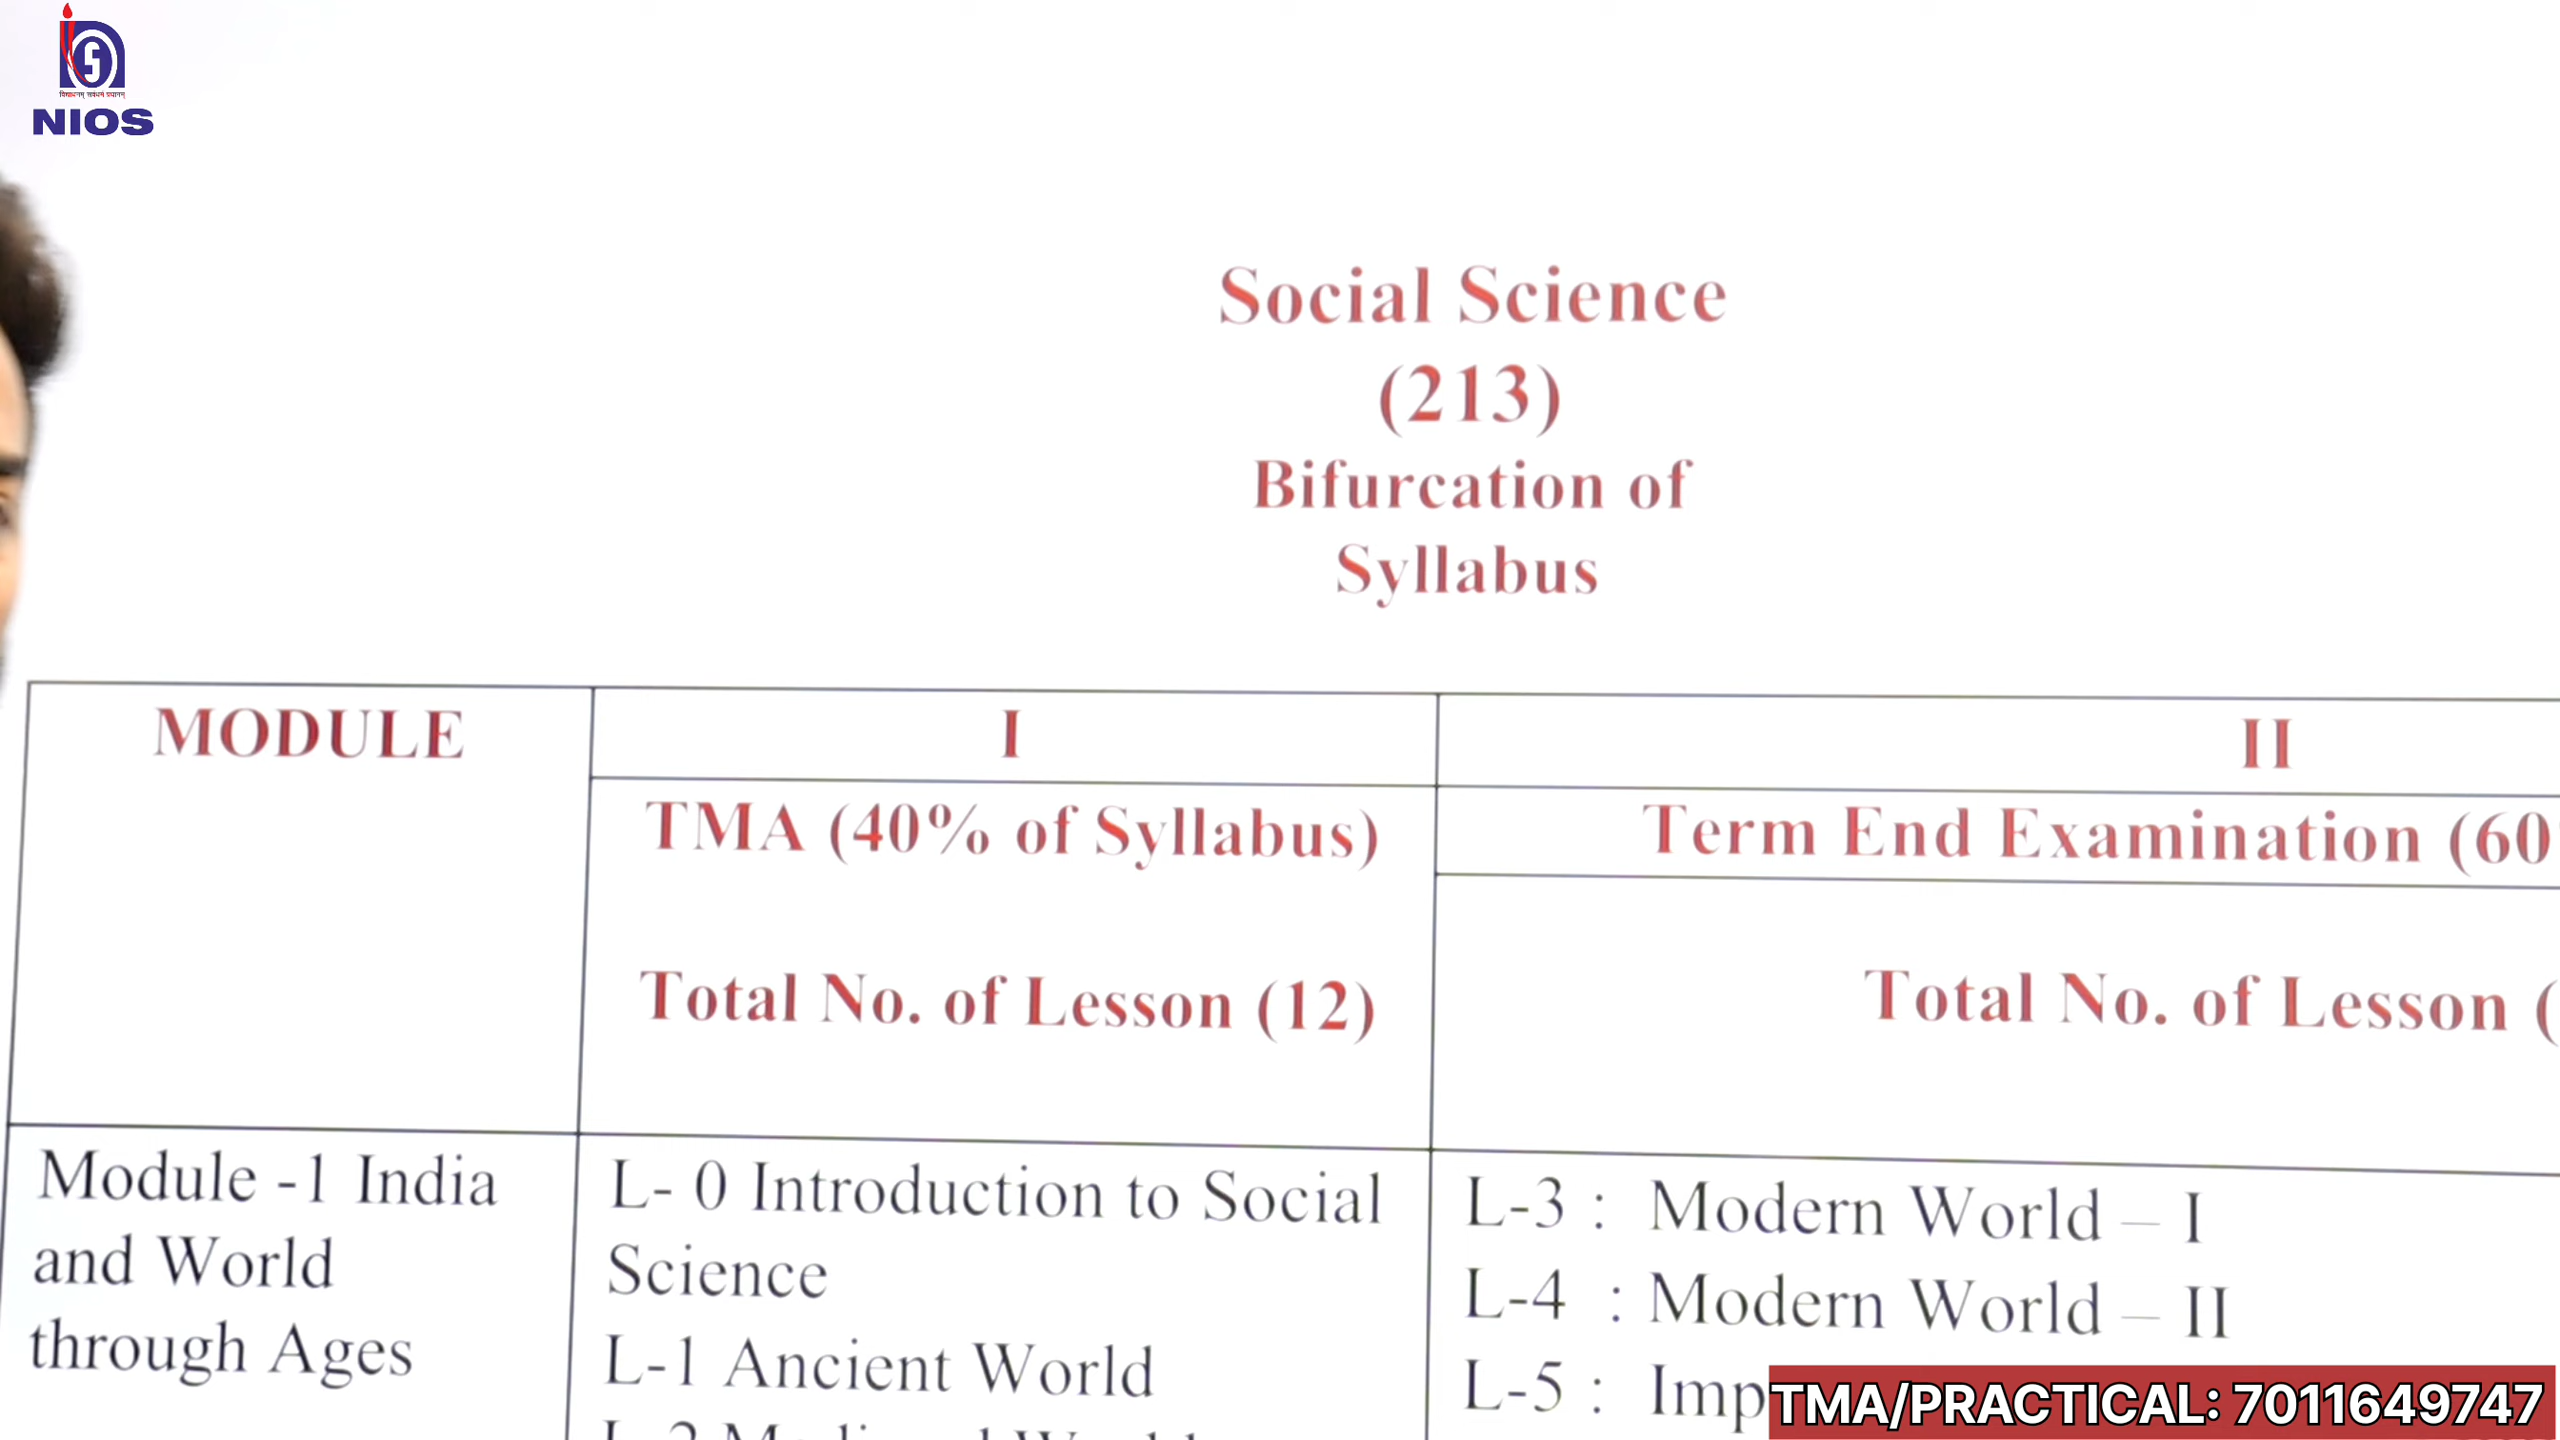 NIOS
Social Science
(213)
Bifurcation of
Syllabus
MODULE
I
II
TMA (40% of Syllabus)
Term End Examination (60
Total No. of Lesson (12)
Total No. of Lesson (
Module -1 India
and World
through Ages
L- 0 Introduction to Social
Science
L-1 Ancient World
L-3 : Modern World – I
L-4 : Modern World – II
L-5 : Imp
TMA/PRACTICAL: 7011649747